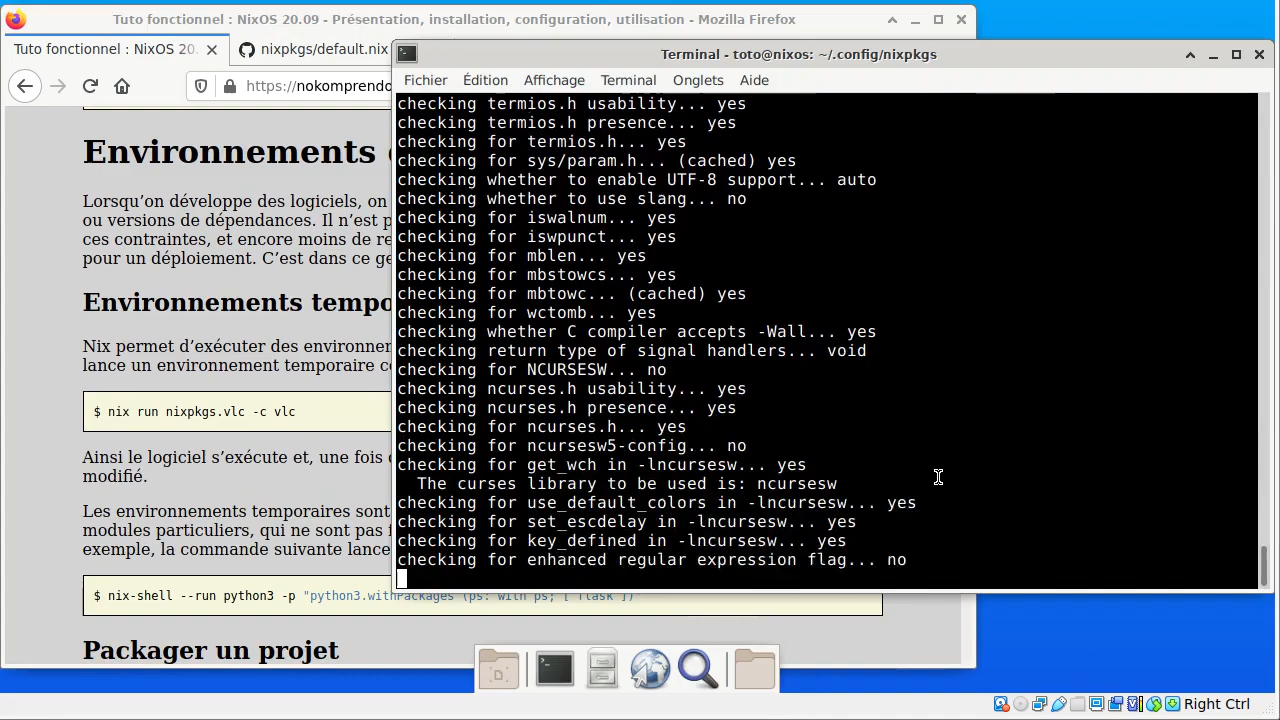 Tuto fonctionnel : NixOS 20.09 - Présentation, installation, configuration, utilisation - Mozilla Firefox
Tuto fonctionnel : NixOS 20.
nixpkgs/default.nix
https://nokomprendo
Environnements
Lorsqu’on développe des logiciels, on
ou versions de dépendances. Il n’est p
ces contraintes, et encore moins de re
pour un déploiement. C’est dans ce ge
Environnements tempo
Nix permet d’exécuter des environne
lance un environnement temporaire c
$ nix run nixpkgs.vlc -c vlc
Ainsi le logiciel s’exécute et, une fois
modifié.
Les environnements temporaires sont
modules particuliers, qui ne sont pas
exemple, la commande suivante lance
$ nix-shell --run python3 -p "python3.withPackages (ps: with ps; [ flask ])"
Packager un projet
Terminal - toto@nixos: ~/.config/nixpkgs
Fichier Édition Affichage Terminal Onglets Aide
checking termios.h usability... yes
checking termios.h presence... yes
checking for termios.h... yes
checking for sys/param.h... (cached) yes
checking whether to enable UTF-8 support... auto
checking whether to use slang... no
checking for iswalnum... yes
checking for iswpunct... yes
checking for mblen... yes
checking for mbstowcs... yes
checking for mbtowc... (cached) yes
checking for wctomb... yes
checking whether C compiler accepts -Wall... yes
checking return type of signal handlers... void
checking for NCURSESW... no
checking ncurses.h usability... yes
checking ncurses.h presence... yes
checking for ncurses.h... yes
checking for ncursesw5-config... no
checking for get_wch in -lncursesw... yes
The curses library to be used is: ncursesw
checking for use_default_colors in -lncursesw... yes
checking for set_escdelay in -lncursesw... yes
checking for key_defined in -lncursesw... yes
checking for enhanced regular expression flag... no
Right Ctrl